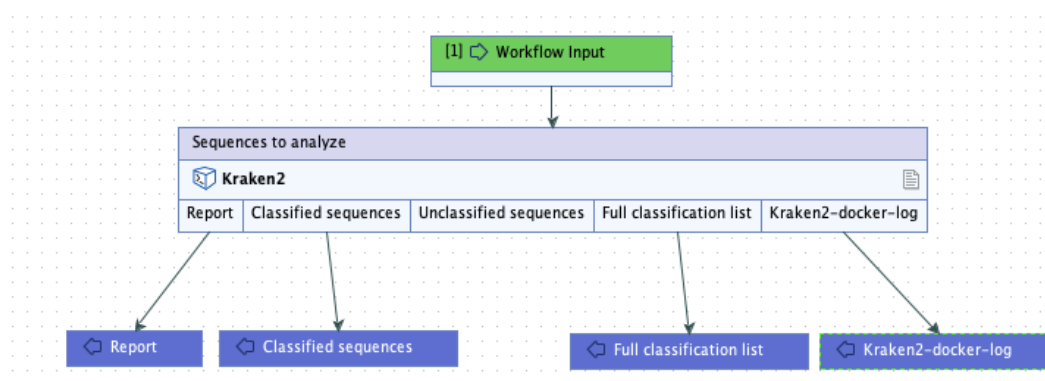 [1] Workflow Input
Sequences to analyze
Kraken2
Report Classified sequences Unclassified sequences Full classification list Kraken2-docker-log
Report Classified sequences Full classification list Kraken2-docker-log